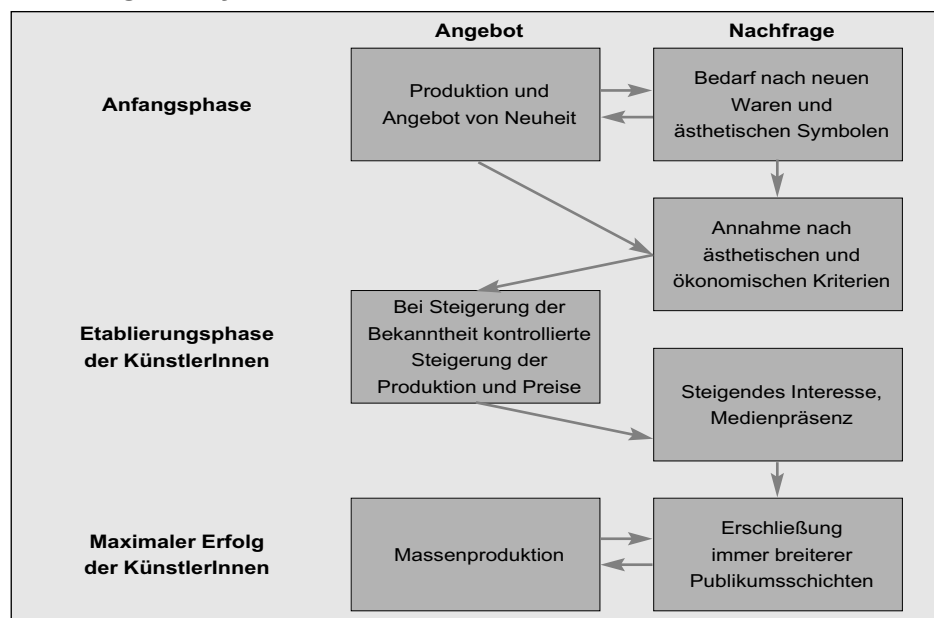 Angebot
Nachfrage
Anfangsphase
Produktion und
Angebot von Neuheit
Bedarf nach neuen
Waren und
ästhetischen Symbolen
Annahme nach
ästhetischen und
ökonomischen Kriterien
Etablierungsphase
der KünstlerInnen
Bei Steigerung der
Bekanntheit kontrollierte
Steigerung der
Produktion und Preise
Steigendes Interesse,
Medienpräsenz
Maximaler Erfolg
der KünstlerInnen
Massenproduktion
Erschließung
immer breiterer
Publikumsschichten